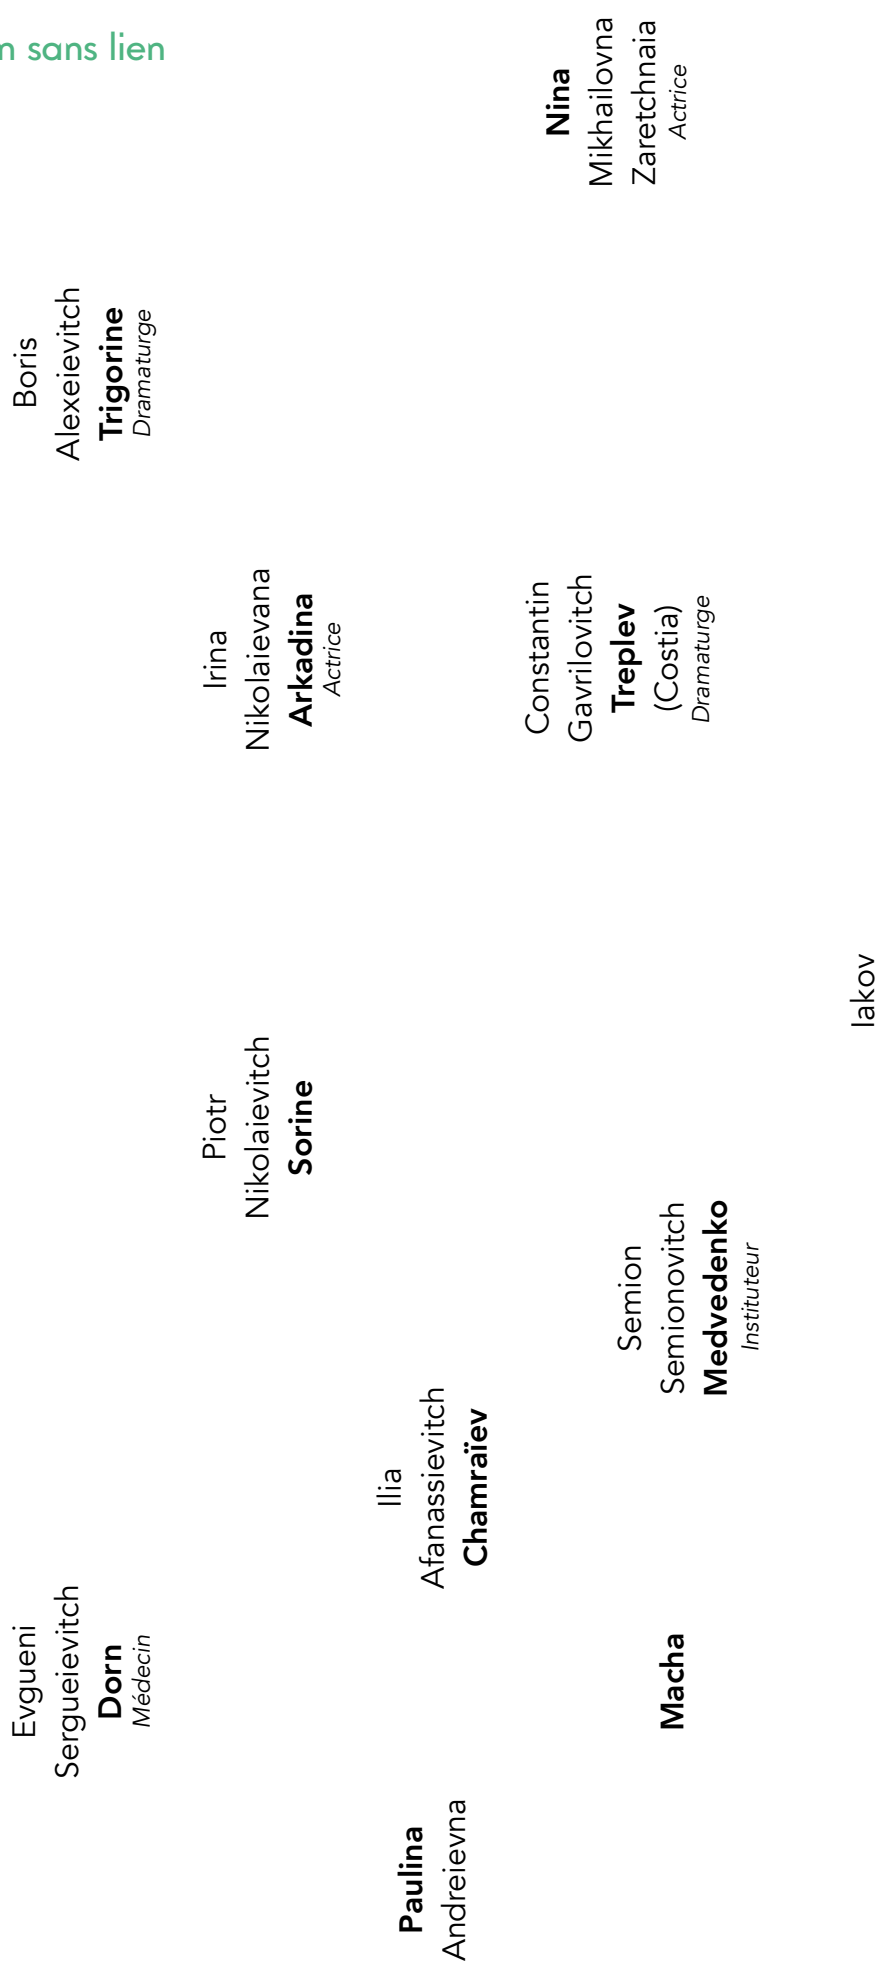 n sans lien
Nina
Mikhailovna
Zaretchnaia
Actrice
Boris
Alexeievitch
Trigorine
Dramaturge
Irina
Nikolaievana
Arkadina
Actrice
Constantin
Gavrilovitch
Treplev
(Costia)
Dramaturge
Iakov
Piotr
Nikolaievitch
Sorine
Semion
Semionovitch
Medvedenko
Instituteur
Ilia
Afanassievitch
Chamraïev
Evgueni
Sergueievitch
Dorn
Médecin
Macha
Paulina
Andreievna